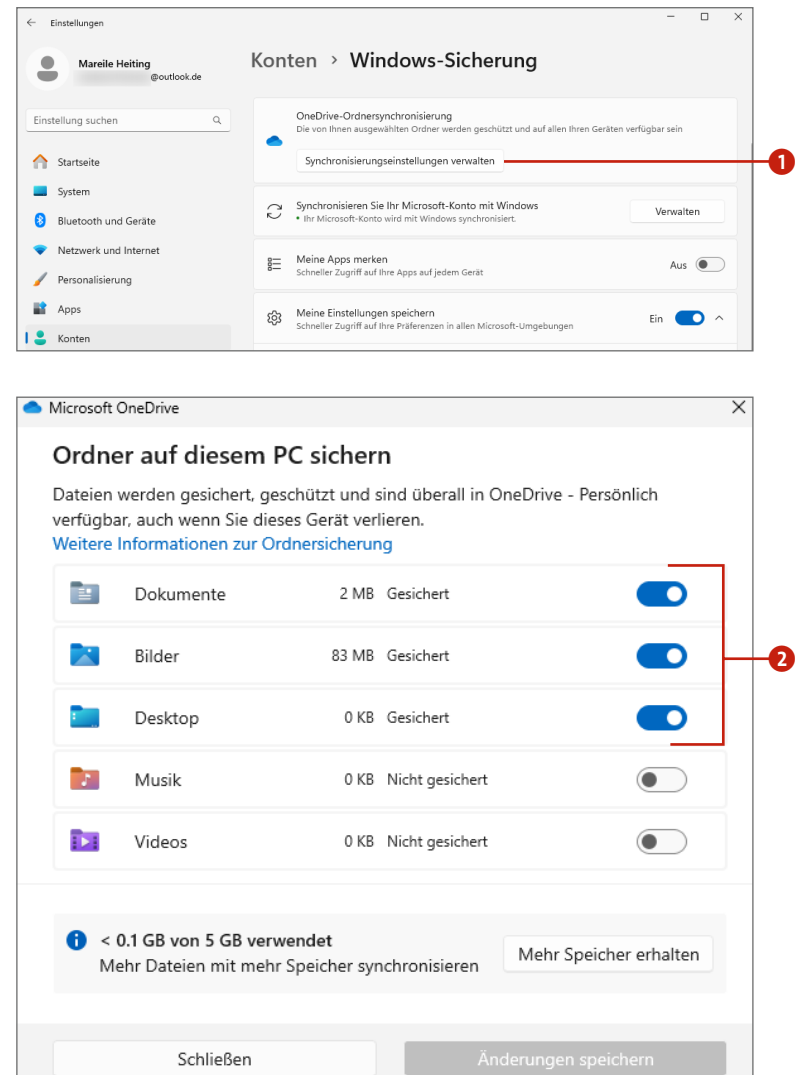 Einstellungen
Mareile Heiting
@outlook.de
Einstellung suchen
Startseite
System
Bluetooth und Geräte
Netzwerk und Internet
Personalisierung
Apps
Konten
Konten > Windows-Sicherung
OneDrive-Ordnersynchronisierung
Die von Ihnen ausgewählten Ordner werden geschützt und auf allen Ihren Geräten verfügbar sein
Synchronisierungseinstellungen verwalten
1
Synchronisieren Sie Ihr Microsoft-Konto mit Windows
Ihr Microsoft-Konto wird mit Windows synchronisiert.
Verwalten
Meine Apps merken
Schneller Zugriff auf Ihre Apps auf jedem Gerät
Aus
Meine Einstellungen speichern
Schneller Zugriff auf Ihre Präferenzen in allen Microsoft-Umgebungen
Ein
Microsoft OneDrive
Ordner auf diesem PC sichern
Dateien werden gesichert, geschützt und sind überall in OneDrive - Persönlich
verfügbar, auch wenn Sie dieses Gerät verlieren.
Weitere Informationen zur Ordnersicherung
Dokumente 2 MB Gesichert
Bilder 83 MB Gesichert
Desktop 0 KB Gesichert
2
Musik 0 KB Nicht gesichert
Videos 0 KB Nicht gesichert
< 0.1 GB von 5 GB verwendet
Mehr Dateien mit mehr Speicher synchronisieren
Mehr Speicher erhalten
Schließen
Änderungen speichern